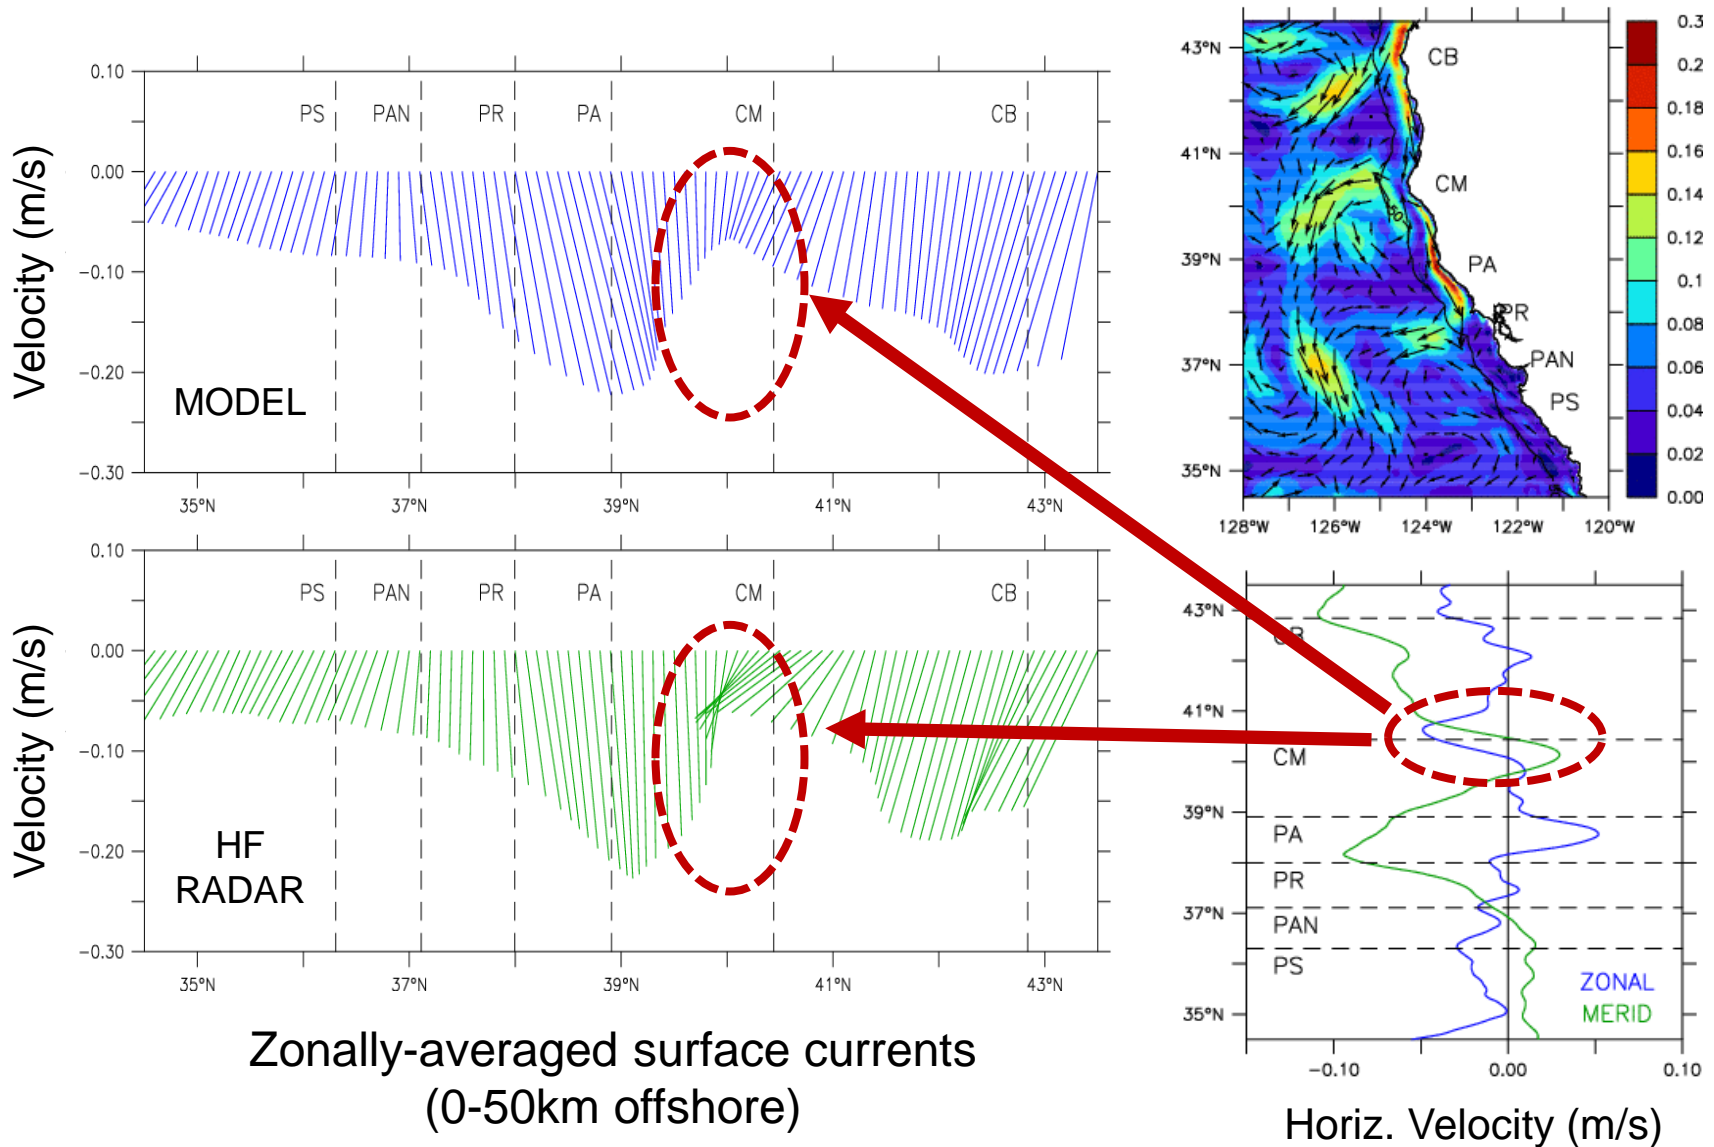 0.10
0.00
−0.10
−0.20
−0.30
Velocity (m/s)
PS PAN PR PA CM CB
MODEL
35°N 37°N 39°N 41°N 43°N
0.10
0.00
−0.10
−0.20
−0.30
Velocity (m/s)
PS PAN PR PA CM CB
HF
RADAR
35°N 37°N 39°N 41°N 43°N
Zonally-averaged surface currents
(0-50km offshore)
43°N
41°N
39°N
37°N
35°N
CB
CM
50
PA
PR
PAN
PS
128°W 126°W 124°W 122°W 120°W
0.3
0.2
0.18
0.16
0.14
0.12
0.1
0.08
0.06
0.04
0.02
0.00
43°N
41°N
39°N
37°N
35°N
CB
CM
PA
PR
PAN
PS
ZONAL
MERID
−0.10 0.00 0.10
Horiz. Velocity (m/s)